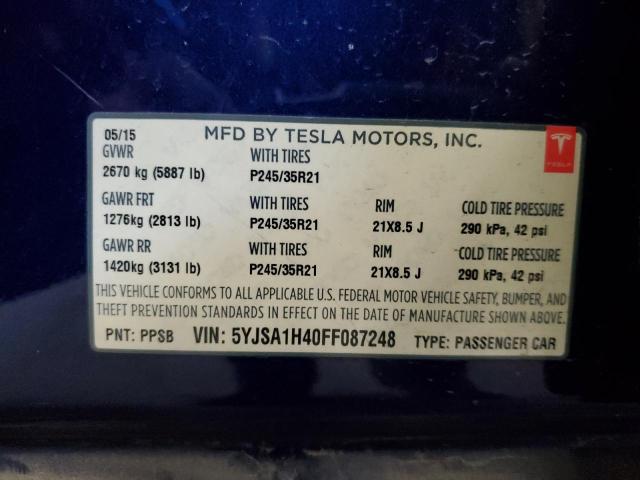 05/15 MFD BY TESLA MOTORS, INC.
GVWR WITH TIRES
2670 kg (5887 lb) P245/35R21
TESLA
GAWR FRT WITH TIRES RIM COLD TIRE PRESSURE
1276kg (2813 lb) P245/35R21 21X8.5 J 290 kPa, 42 psi
GAWR RR WITH TIRES RIM COLD TIRE PRESSURE
1420kg (3131 lb) P245/35R21 21X8.5 J 290 kPa, 42 psi
THIS VEHICLE CONFORMS TO ALL APPLICABLE U.S. FEDERAL MOTOR VEHICLE SAFETY, BUMPER, AND
THEFT PREVENTION STANDARDS IN EFFECT ON THE DATE OF MANUFACTURE SHOWN ABOVE.
PNT: PPSB VIN: 5YJSA1H40FF087248 TYPE: PASSENGER CAR